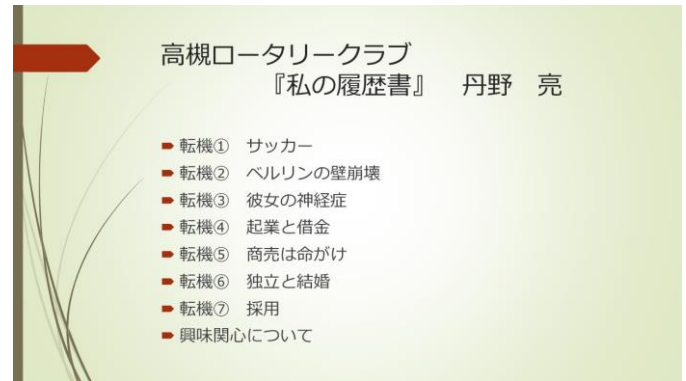 高槻ロータリークラブ
『私の履歴書』　丹野　亮
転機①　サッカー
転機②　ベルリンの壁崩壊
転機③　彼女の神経症
転機④　起業と借金
転機⑤　商売は命がけ
転機⑥　独立と結婚
転機⑦　採用
興味関心について